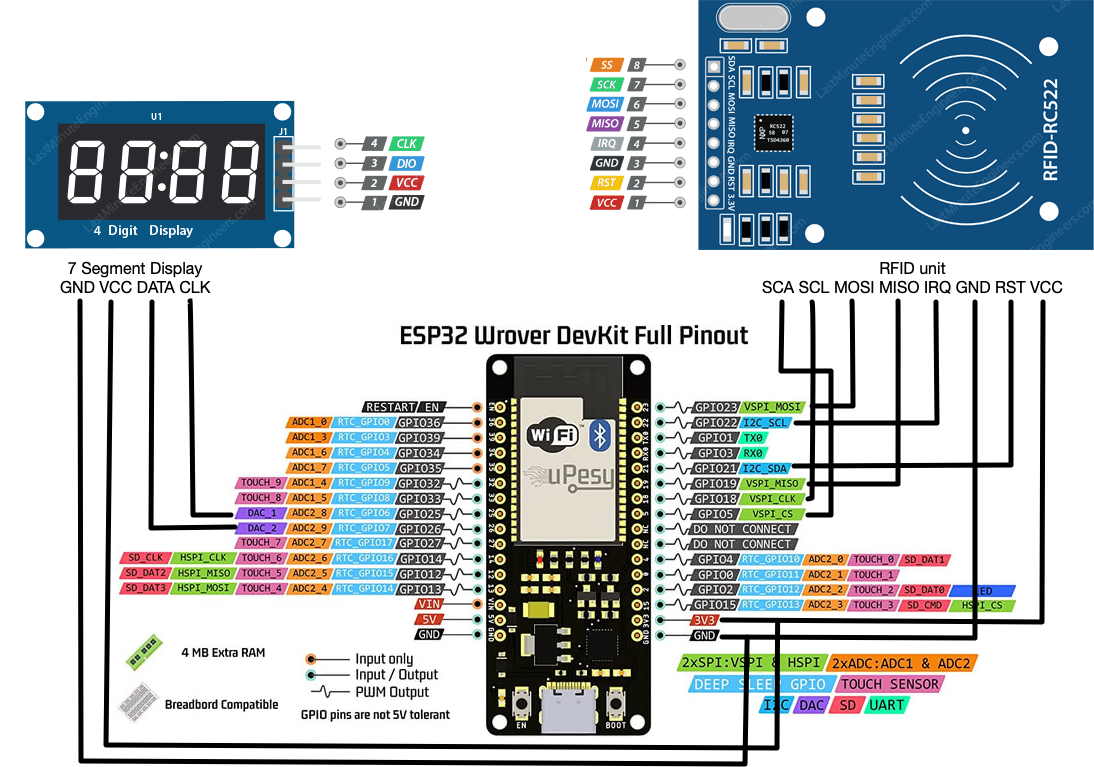 U1
J1
4 Digit Display
LastMinuteEngineers.com
4 CLK
3 DIO
2 VCC
1 GND
SS 8
SCK 7
MOSI 6
MISO 5
IRQ 4
GND 3
RST 2
VCC 1
SDA SCL MOSI MISO IRQ GND RST 3.3V
RFID-RC522
LastMinuteEngineers.com
7 Segment Display
GND VCC DATA CLK
RFID unit
SCA SCL MOSI MISO IRQ GND RST VCC
ESP32 Wrover DevKit Full Pinout
RESTART EN
ADC1_0 RTC_GPIO0 GPIO36
ADC1_3 RTC_GPIO3 GPIO39
ADC1_6 RTC_GPIO4 GPIO34
ADC1_7 RTC_GPIO5 GPIO35
TOUCH_9 ADC1_4 RTC_GPIO9 GPIO32
TOUCH_8 ADC1_5 RTC_GPIO8 GPIO33
DAC_1 ADC2_8 RTC_GPIO6 GPIO25
DAC_2 ADC2_9 RTC_GPIO7 GPIO26
TOUCH_7 ADC2_7 RTC_GPIO17 GPIO27
SD_CLK HSPI_CLK TOUCH_6 ADC2_6 RTC_GPIO16 GPIO14
SD_DAT2 HSPI_MISO TOUCH_5 ADC2_5 RTC_GPIO15 GPIO12
SD_DAT3 HSPI_MOSI TOUCH_4 ADC2_4 RTC_GPIO14 GPIO13
VIN
5V
GND
WiFi
uPesy
EN
BOOT
GPIO23 VSPI_MOSI
GPIO22 I2C_SCL
GPIO1 TX0
GPIO3 RX0
GPIO21 I2C_SDA
GPIO19 VSPI_MISO
GPIO18 VSPI_CLK
GPIO5 VSPI_CS
DO NOT CONNECT
DO NOT CONNECT
GPIO4 RTC_GPIO10 ADC2_0 TOUCH_0 SD_DAT1
GPIO0 RTC_GPIO11 ADC2_1 TOUCH_1
GPIO2 RTC_GPIO12 ADC2_2 TOUCH_2 SD_DAT0 LED
GPIO15 RTC_GPIO13 ADC2_3 TOUCH_3 SD_CMD HSPI_CS
3V3
GND
4 MB Extra RAM
Breadbord Compatible
Input only
Input / Output
PWM Output
GPIO pins are not 5V tolerant
2xSPI:VSPI & HSPI 2xADC:ADC1 & ADC2
DEEP SLEEP GPIO TOUCH SENSOR
I2C DAC SD UART